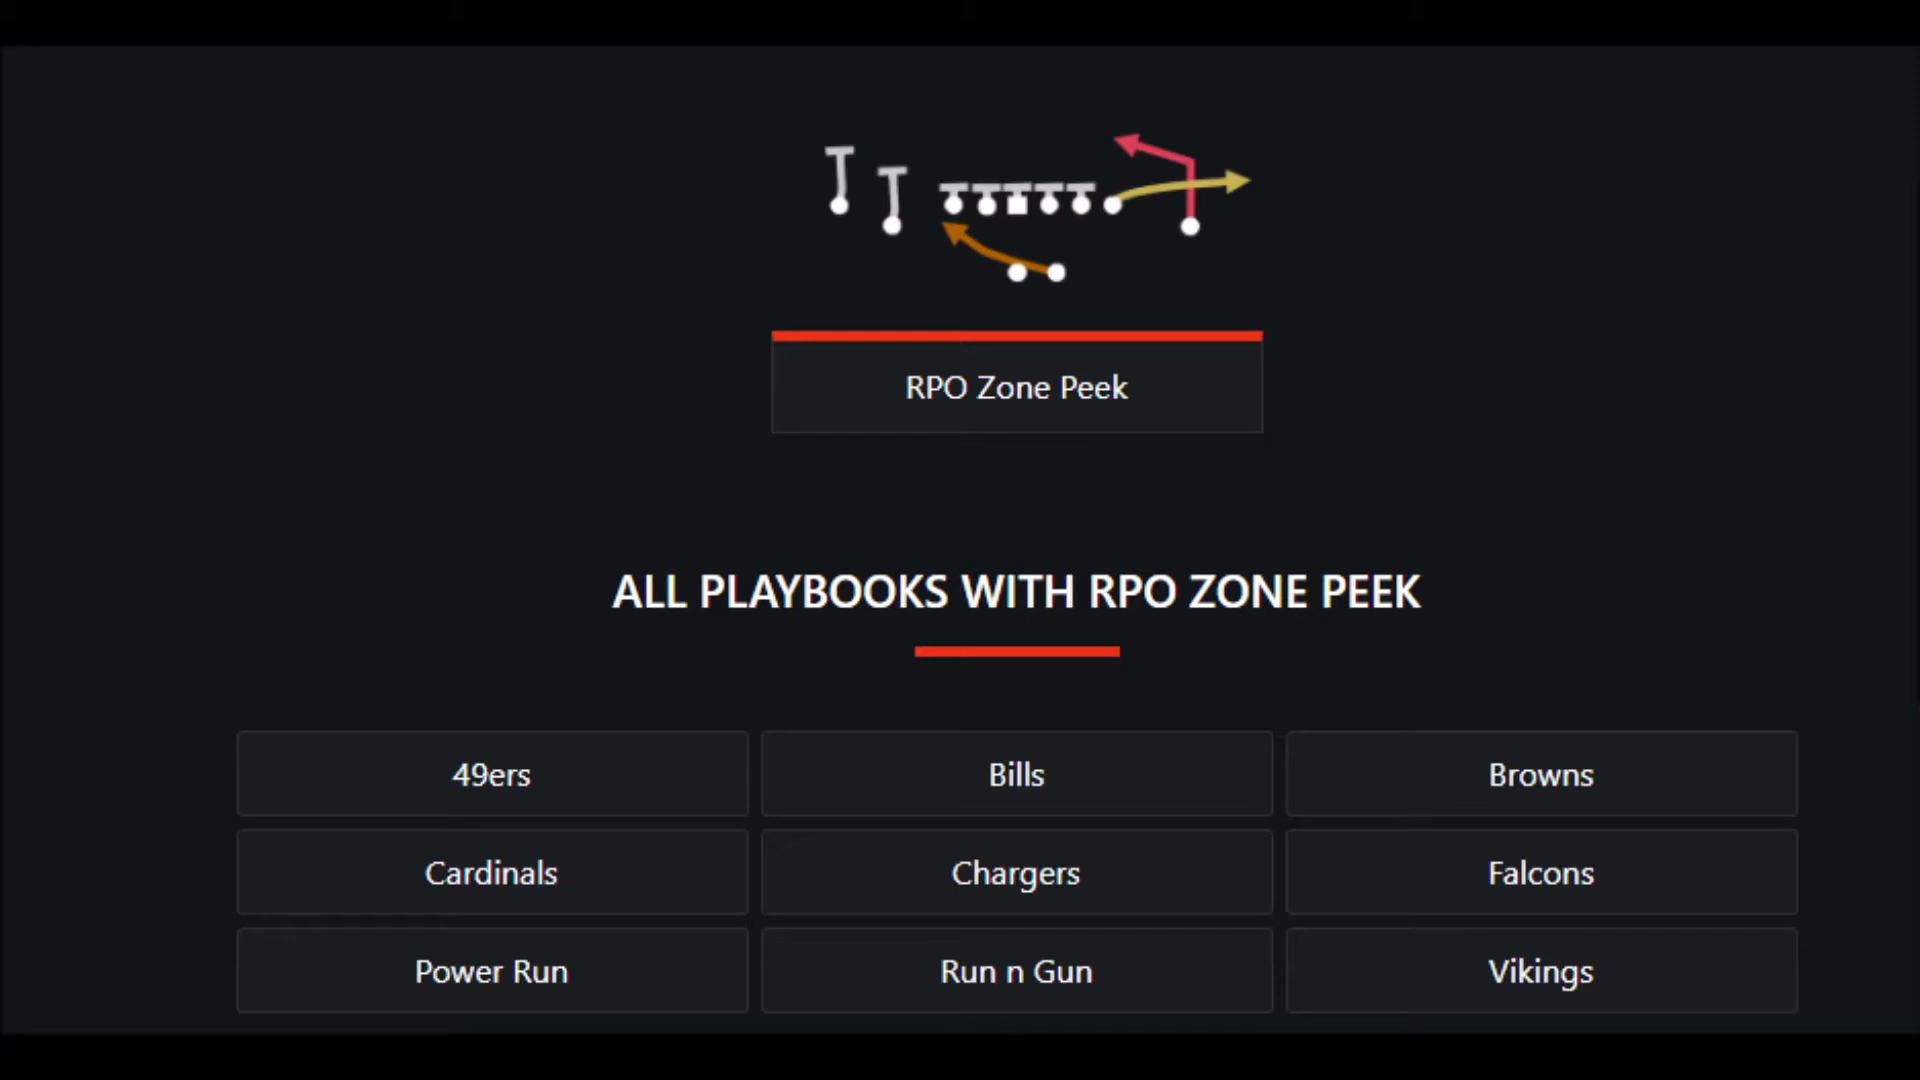 RPO Zone Peek
ALL PLAYBOOKS WITH RPO ZONE PEEK
49ers
Bills
Browns
Cardinals
Chargers
Falcons
Power Run
Run n Gun
Vikings